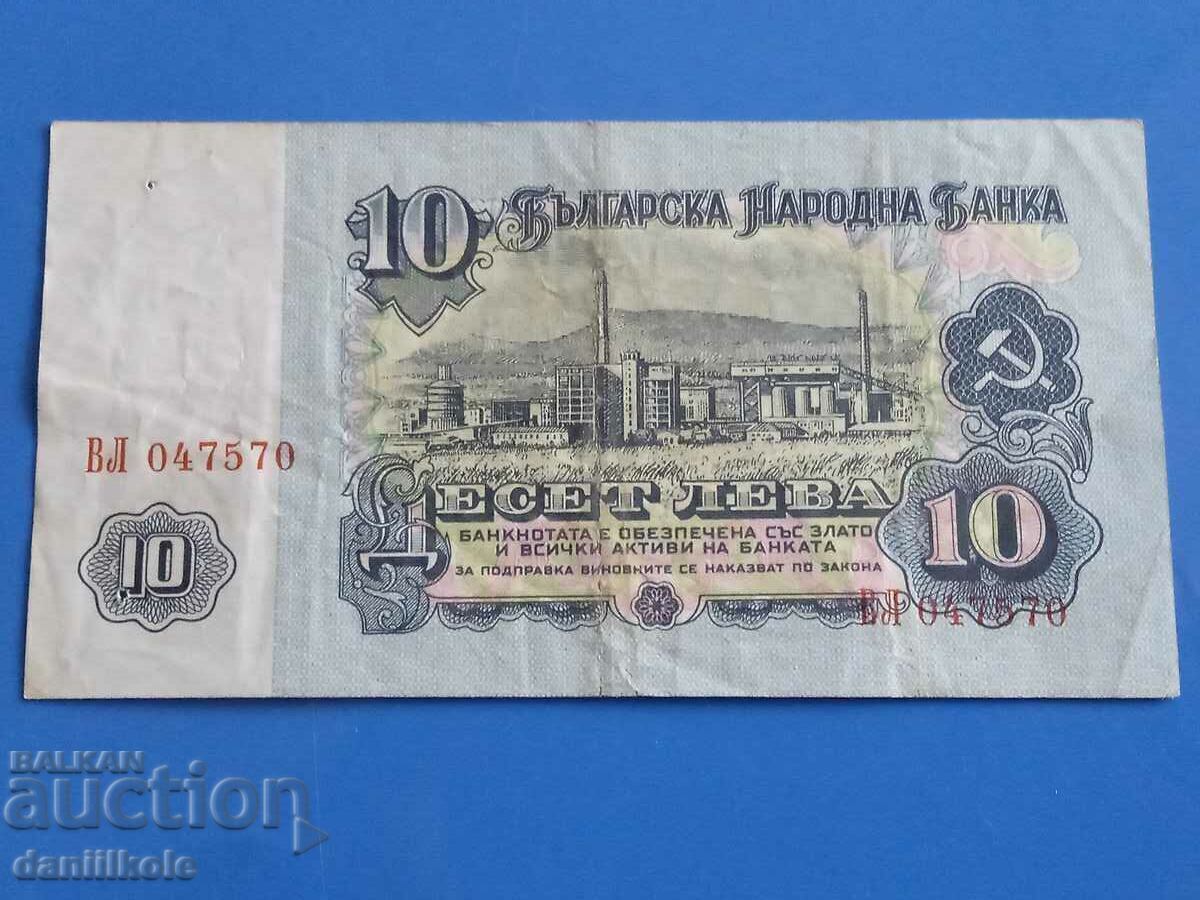 10 БЪЛГАРСКА НАРОДНА БАНКА
ВЛ 047570
10
ДЕСЕТ ЛЕВА
БАНКНОТАТА Е ОБЕЗПЕЧЕНА СЪС ЗЛАТО
И ВСИЧКИ АКТИВИ НА БАНКАТА
ЗА ПОДПРАВКА ВИНОВНИТЕ СЕ НАКАЗВАТ ПО ЗАКОНА
10
ВЛ 047570
BALKAN
auction
daniilkole